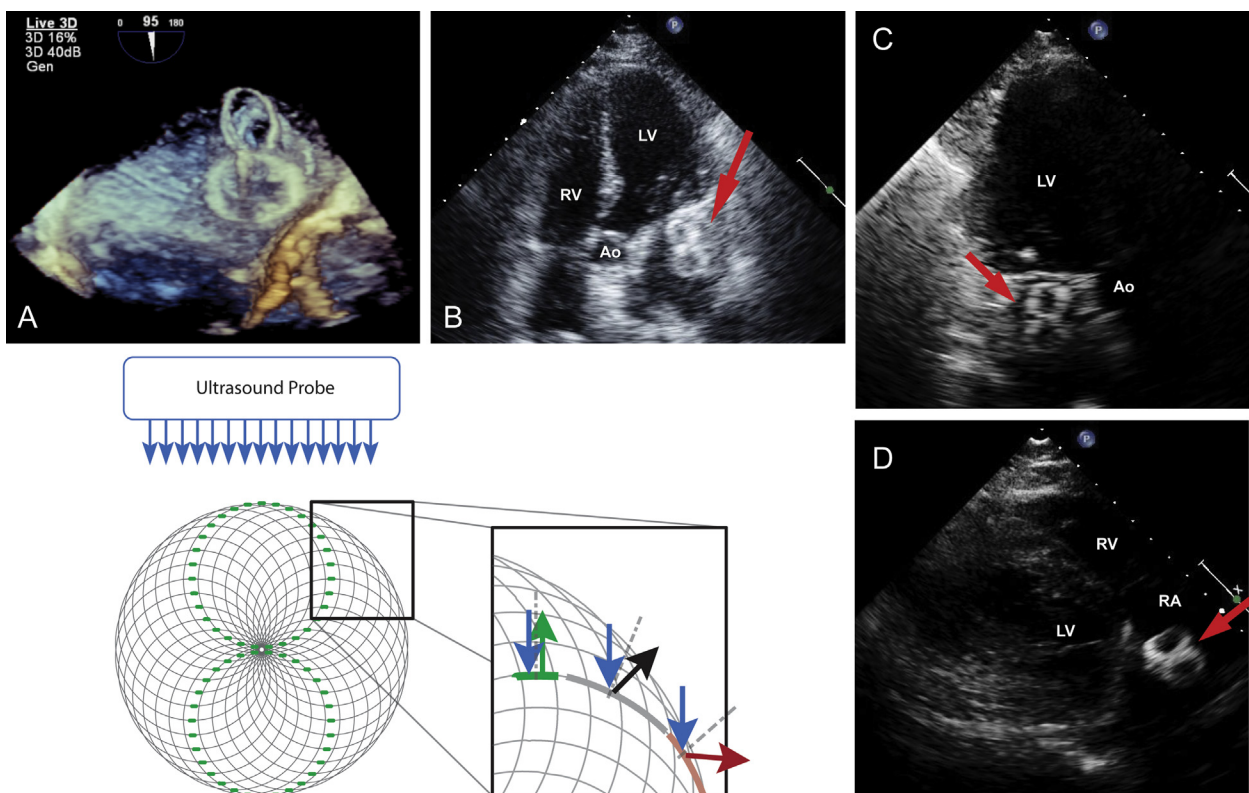 Live 3D
3D 16%
3D 40dB
Gen
0 95 180
A
P
LV
RV
Ao
B
C
P
LV
Ao
Ultrasound Probe
D
P
RV
x
RA
LV